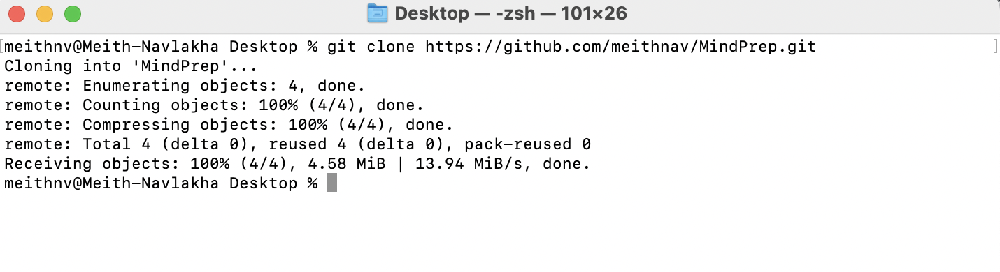 Desktop — -zsh — 101×26
[meithnv@Meith-Navlakha Desktop % git clone https://github.com/meithnav/MindPrep.git ]
Cloning into 'MindPrep'...
remote: Enumerating objects: 4, done.
remote: Counting objects: 100% (4/4), done.
remote: Compressing objects: 100% (4/4), done.
remote: Total 4 (delta 0), reused 4 (delta 0), pack-reused 0
Receiving objects: 100% (4/4), 4.58 MiB | 13.94 MiB/s, done.
meithnv@Meith-Navlakha Desktop %